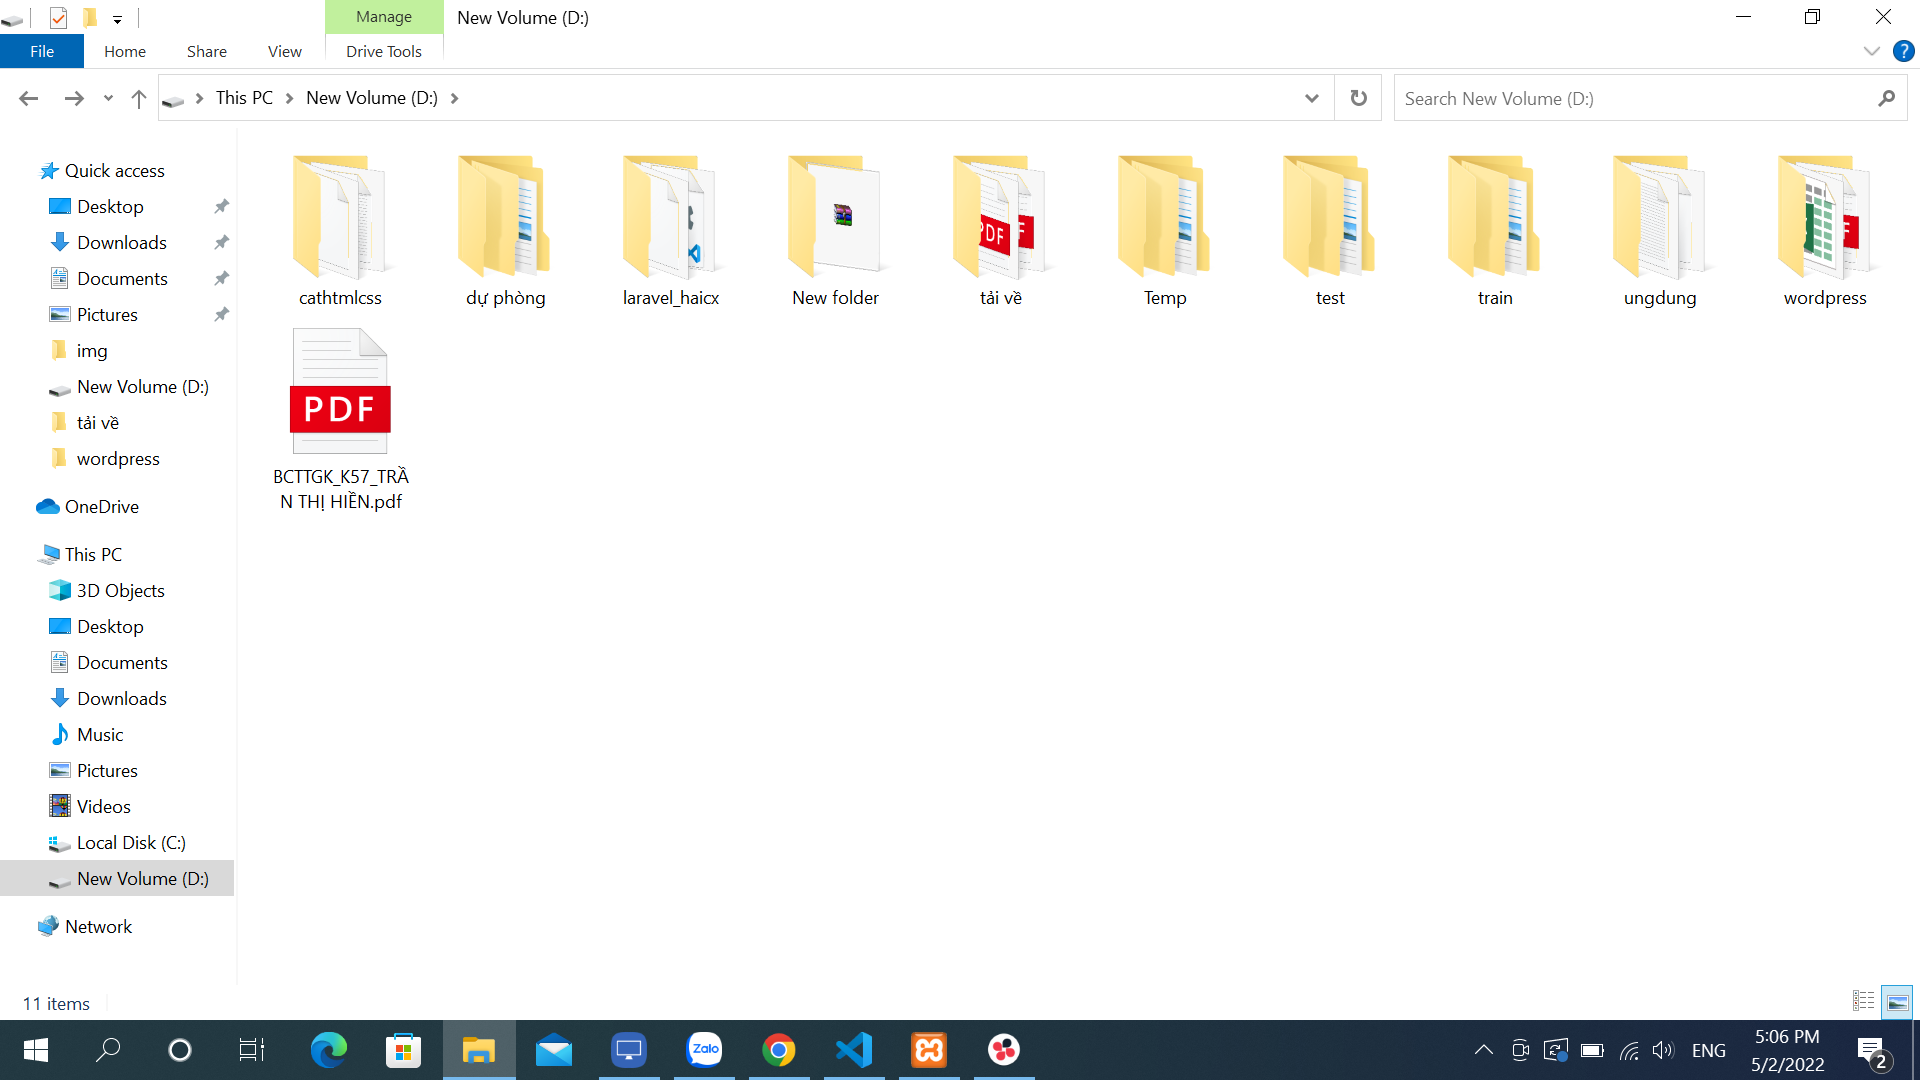 Manage
New Volume (D:)
File
Home
Share
View
Drive Tools
This PC
New Volume (D:)
Search New Volume (D:)
Quick access
Desktop
Downloads
Documents
Pictures
img
New Volume (D:)
tải về
wordpress
OneDrive
This PC
3D Objects
Desktop
Documents
Downloads
Music
Pictures
Videos
Local Disk (C:)
New Volume (D:)
Network
cathtmlcss
dự phòng
laravel_haicx
New folder
PDF
tải về
Temp
test
train
ungdung
wordpress
PDF
BCTTGK_K57_TRẦ
N THỊ HIỀN.pdf
11 items
Zalo
ENG
5:06 PM
5/2/2022
2